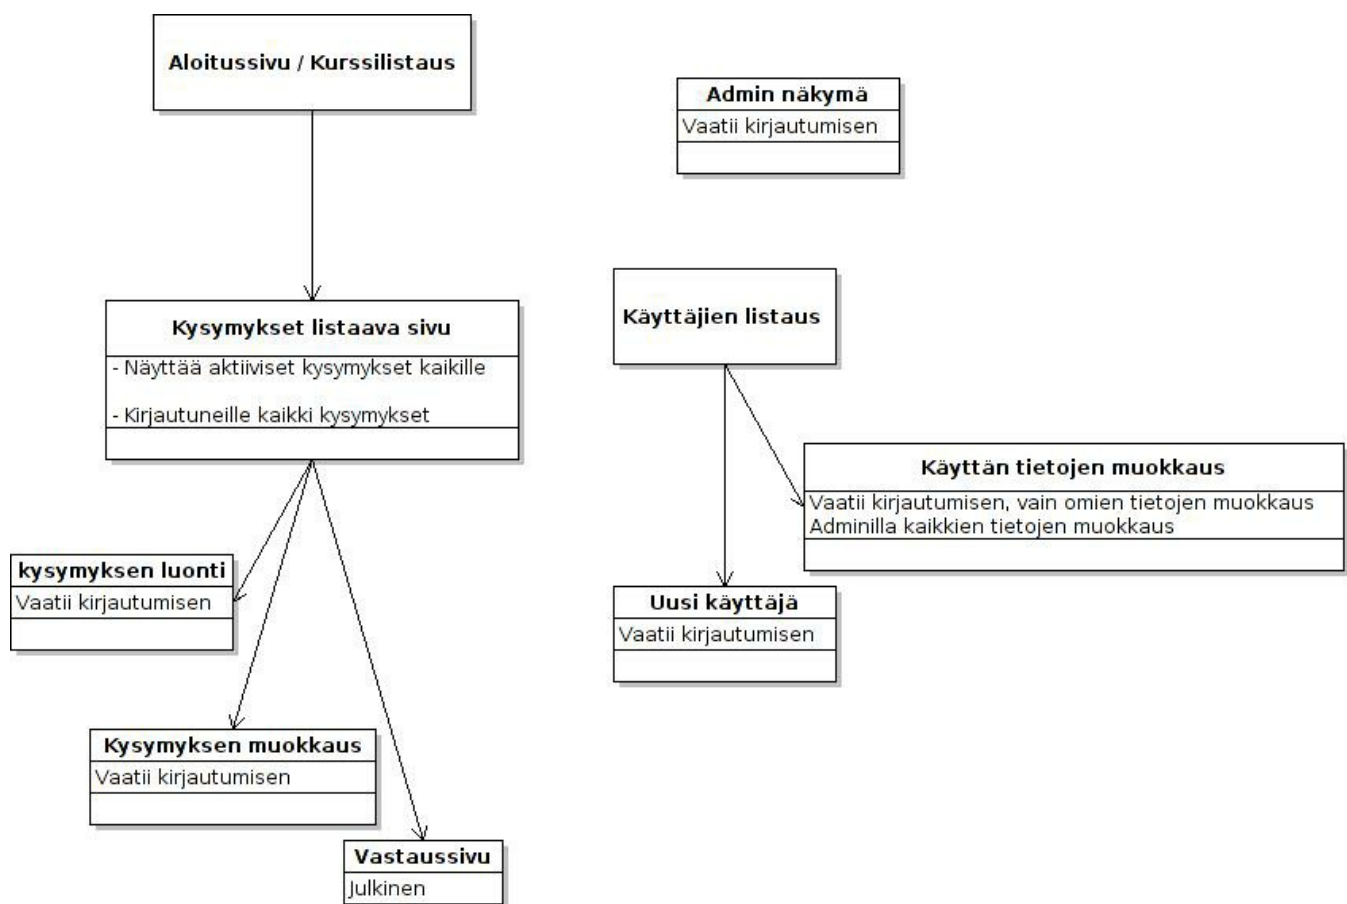 Aloitussivu / Kurssilistaus
Admin näkymä
Vaatii kirjautumisen
Kysymykset listaava sivu
- Näyttää aktiiviset kysymykset kaikille
- Kirjautuneille kaikki kysymykset
Käyttäjien listaus
Käyttän tietojen muokkaus
Vaatii kirjautumisen, vain omien tietojen muokkaus
Adminilla kaikkien tietojen muokkaus
kysymyksen luonti
Vaatii kirjautumisen
Uusi käyttäjä
Vaatii kirjautumisen
Kysymyksen muokkaus
Vaatii kirjautumisen
Vastaussivu
Julkinen